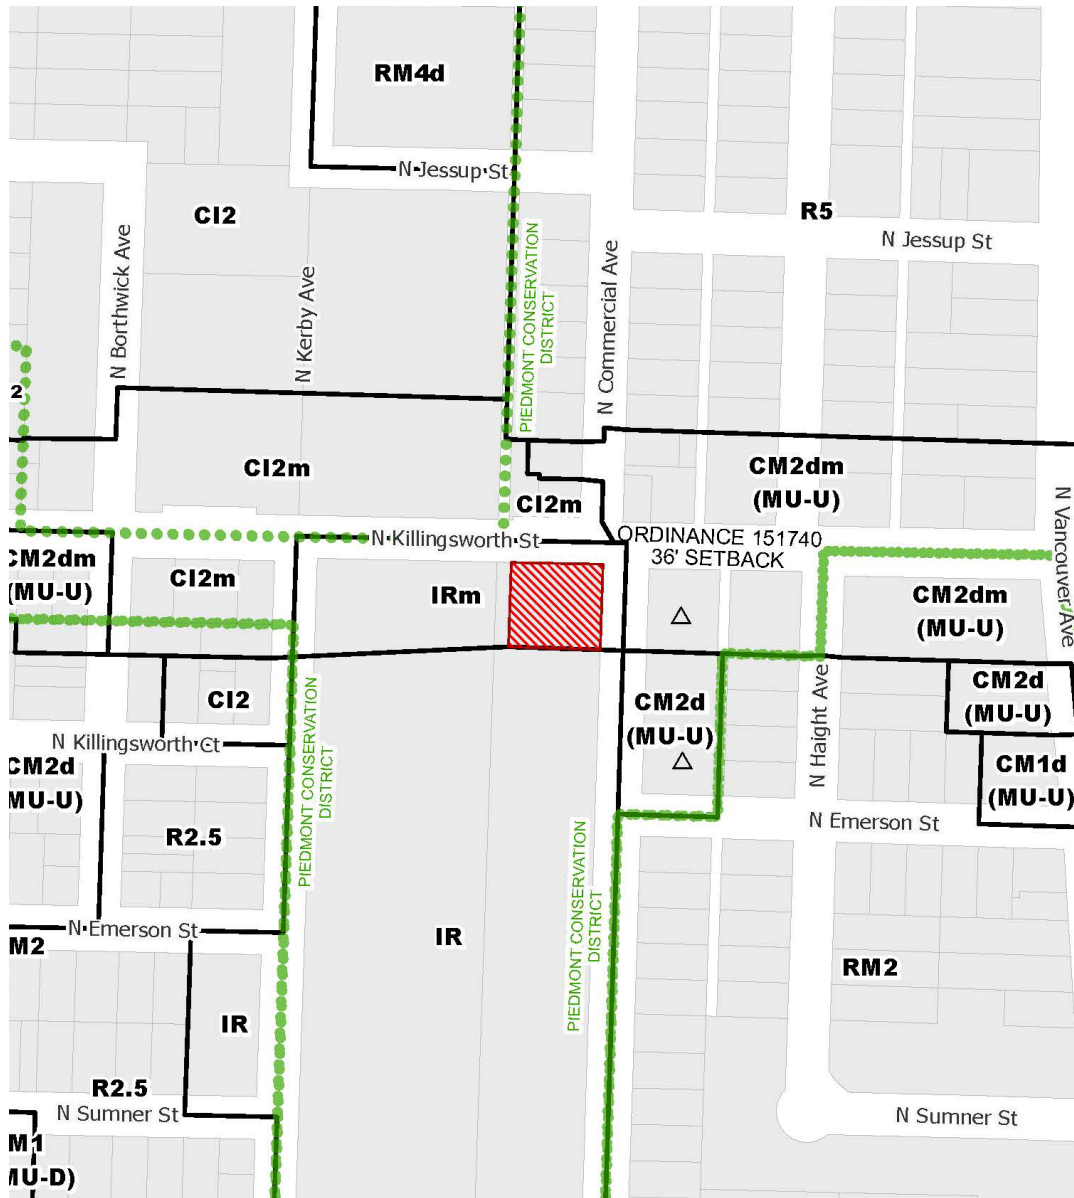 RM4d
N Jessup St
CI2
R5
N Jessup St
N Borthwick Ave
N Kerby Ave
PIEDMONT CONSERVATION
DISTRICT
N Commercial Ave
2
CI2m
CM2dm
(MU-U)
CI2m
N Vancouver Ave
N Killingsworth St
ORDINANCE 151740
36' SETBACK
CM2dm
(MU-U)
CI2m
IRm
CM2dm
(MU-U)
CI2
CM2d
(MU-U)
CM2d
(MU-U)
N Haight Ave
N Killingsworth Ct
CM2d
MU-U)
PIEDMONT CONSERVATION
DISTRICT
CM1d
(MU-U)
R2.5
N Emerson St
PIEDMONT CONSERVATION
DISTRICT
N Emerson St
M2
IR
RM2
IR
R2.5
N Sumner St
N Sumner St
M1
MU-D)